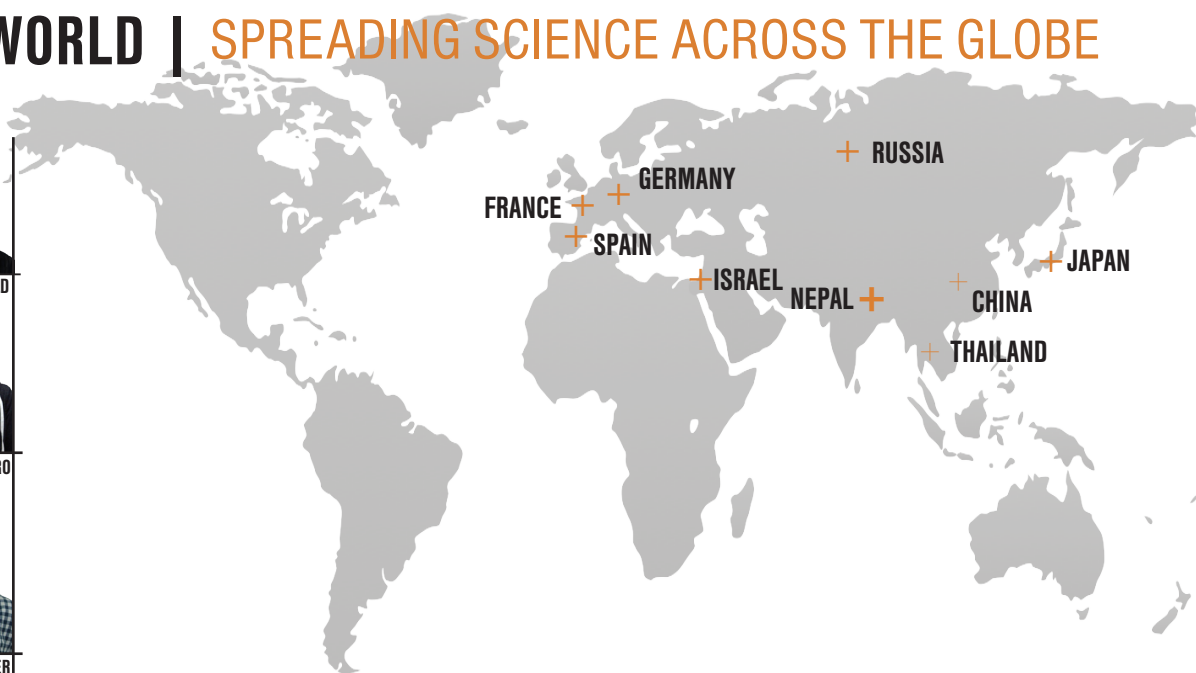 WORLD | SPREADING SCIENCE ACROSS THE GLOBE
RUSSIA
GERMANY
FRANCE
SPAIN
JAPAN
ISRAEL
NEPAL
CHINA
THAILAND